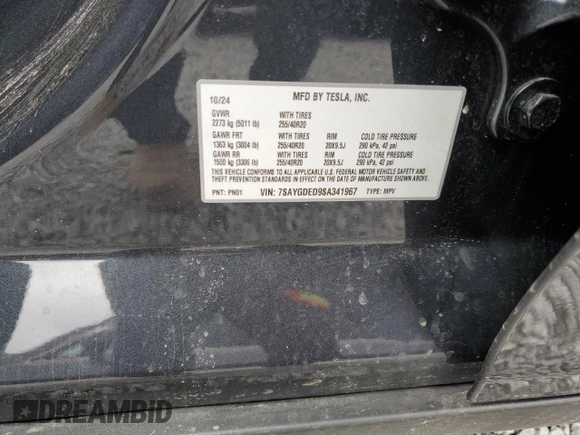 10/24 MFD BY TESLA, INC.
GVWR WITH TIRES
2273 kg (5011 lb) 255/40R20
GAWR FRT WITH TIRES RIM COLD TIRE PRESSURE
1363 kg (3004 lb) 255/40R20 20X9.5J 290 kPa, 42 psi
GAWR RR WITH TIRES RIM COLD TIRE PRESSURE
1500 kg (3306 lb) 255/40R20 20X9.5J 290 kPa, 42 psi
THIS VEHICLE CONFORMS TO ALL APPLICABLE U.S. FEDERAL MOTOR VEHICLE SAFETY AND
THEFT PREVENTION STANDARDS IN EFFECT ON THE DATE OF MANUFACTURE SHOWN ABOVE.
PNT: PN01 VIN: 7SAYGDED9SA341967 TYPE: MPV
DREAMBID